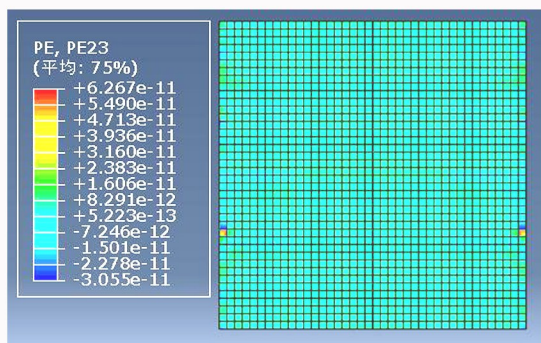 PE, PE23
(平均: 75%)
+6.267e-11
+5.490e-11
+4.713e-11
+3.936e-11
+3.160e-11
+2.383e-11
+1.606e-11
+8.291e-12
+5.223e-13
-7.246e-12
-1.501e-11
-2.278e-11
-3.055e-11